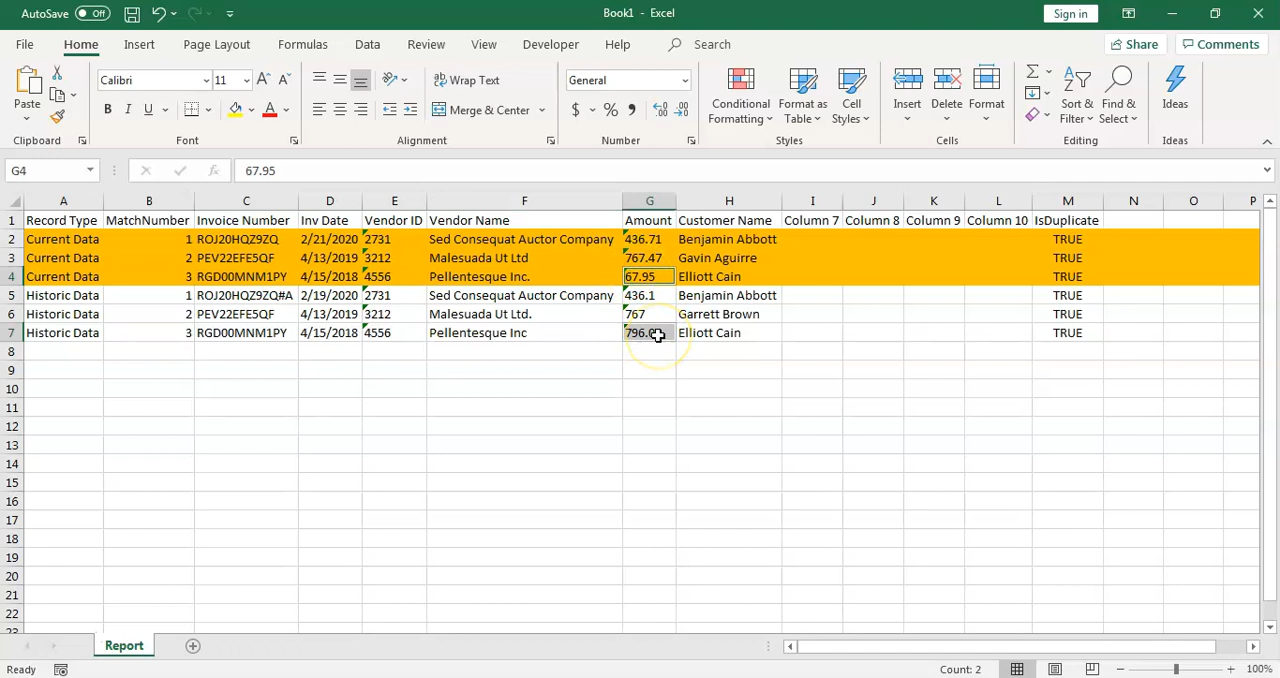 AutoSave Off Book1 - Excel Sign in
File Home Insert Page Layout Formulas Data Review View Developer Help Search Share Comments
Paste Calibri 11 Wrap Text General Conditional Formatting Format as Table Cell Styles Insert Delete Format Sort & Filter Find & Select Ideas
B I U Merge & Center $ %
Clipboard Font Alignment Number Styles Cells Editing Ideas
G4 fx 67.95
A B C D E F G H I J K L M N O P
1 Record Type MatchNumber Invoice Number Inv Date Vendor ID Vendor Name Amount Customer Name Column 7 Column 8 Column 9 Column 10 IsDuplicate
2 Current Data 1 ROJ20HQZ9ZQ 2/21/2020 2731 Sed Consequat Auctor Company 436.71 Benjamin Abbott TRUE
3 Current Data 2 PEV22EFE5QF 4/13/2019 3212 Malesuada Ut Ltd 767.47 Gavin Aguirre TRUE
4 Current Data 3 RGD00MNM1PY 4/15/2018 4556 Pellentesque Inc. 67.95 Elliott Cain TRUE
5 Historic Data 1 ROJ20HQZ9ZQ#A 2/19/2020 2731 Sed Consequat Auctor Company 436.1 Benjamin Abbott TRUE
6 Historic Data 2 PEV22EFE5QF 4/13/2019 3212 Malesuada Ut Ltd. 767 Garrett Brown TRUE
7 Historic Data 3 RGD00MNM1PY 4/15/2018 4556 Pellentesque Inc Elliott Cain TRUE
8
9
10
11
12
13
14
15
16
17
18
19
20
21
22
23
Report
Ready Count: 2 100%